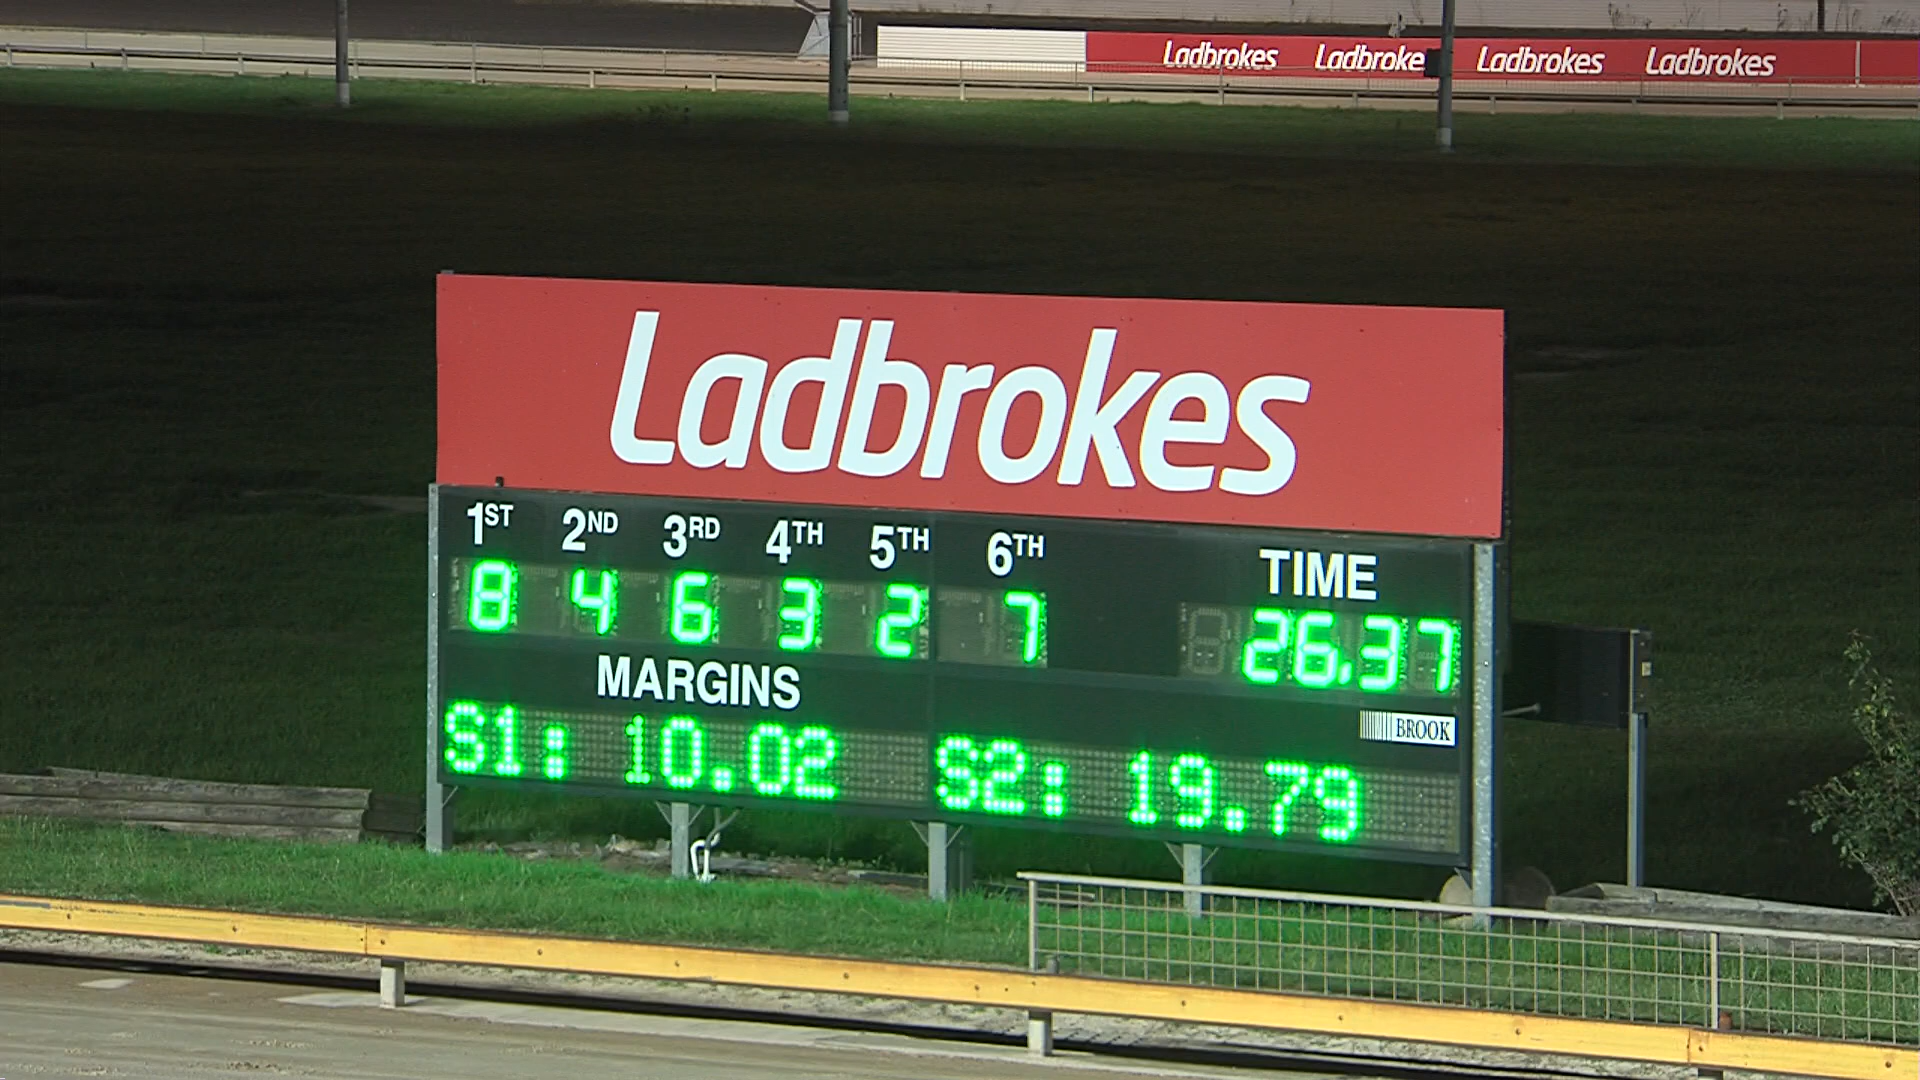 Ladbrokes Ladbroke Ladbrokes Ladbrokes
Ladbrokes
1ST 2ND 3RD 4TH 5TH 6TH TIME
8 4 6 3 2 7 26.37
MARGINS
BROOK
S1: 10.02 S2: 19.79